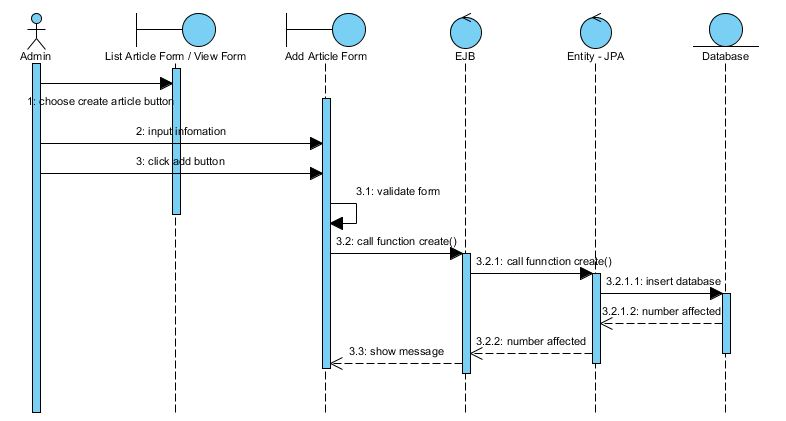 Admin
List Article Form / View Form
Add Article Form
EJB
Entity - JPA
Database
1: choose create article button
2: input infomation
3: click add button
3.1: validate form
3.2: call function create()
3.2.1: call funnction create()
3.2.1.1: insert database
3.2.1.2: number affected
3.2.2: number affected
3.3: show message